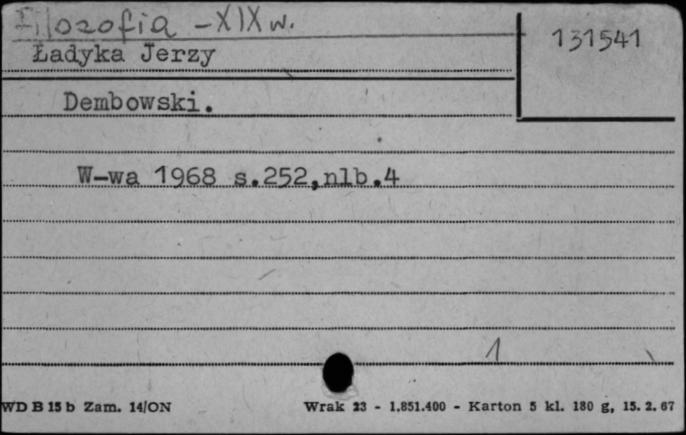 Filozofia - XIX w.
131541
Ładyka Jerzy
Dembowski.
W-wa 1968 s.252,nlb.4
1
WD B 15 b Zam. 14/ON Wrak 23 - 1.851.400 - Karton 5 kl. 180 g, 15. 2. 67